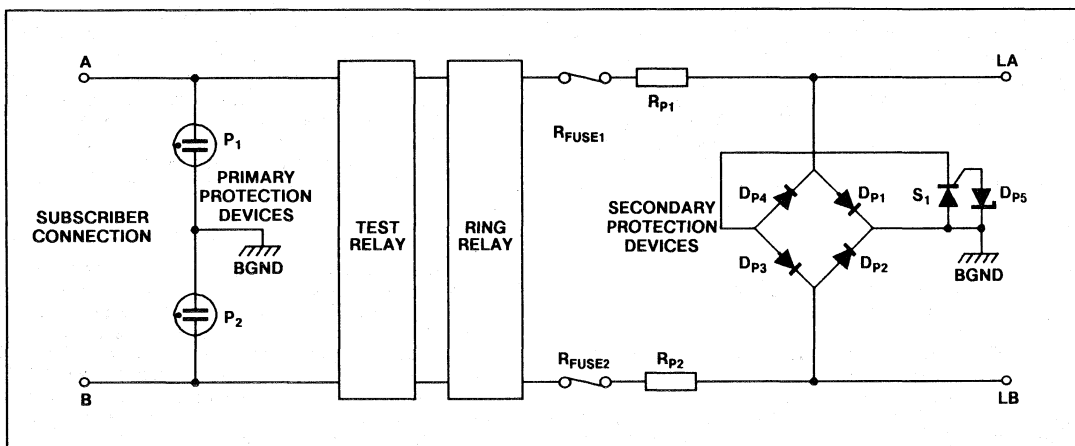 A
LA
P1
RP1
RFUSE1
PRIMARY
PROTECTION
DEVICES
SUBSCRIBER
CONNECTION
BGND
TEST
RELAY
RING
RELAY
SECONDARY
PROTECTION
DEVICES
DP4
DP1
S1
DP5
DP3
DP2
BGND
P2
RFUSE2
RP2
B
LB